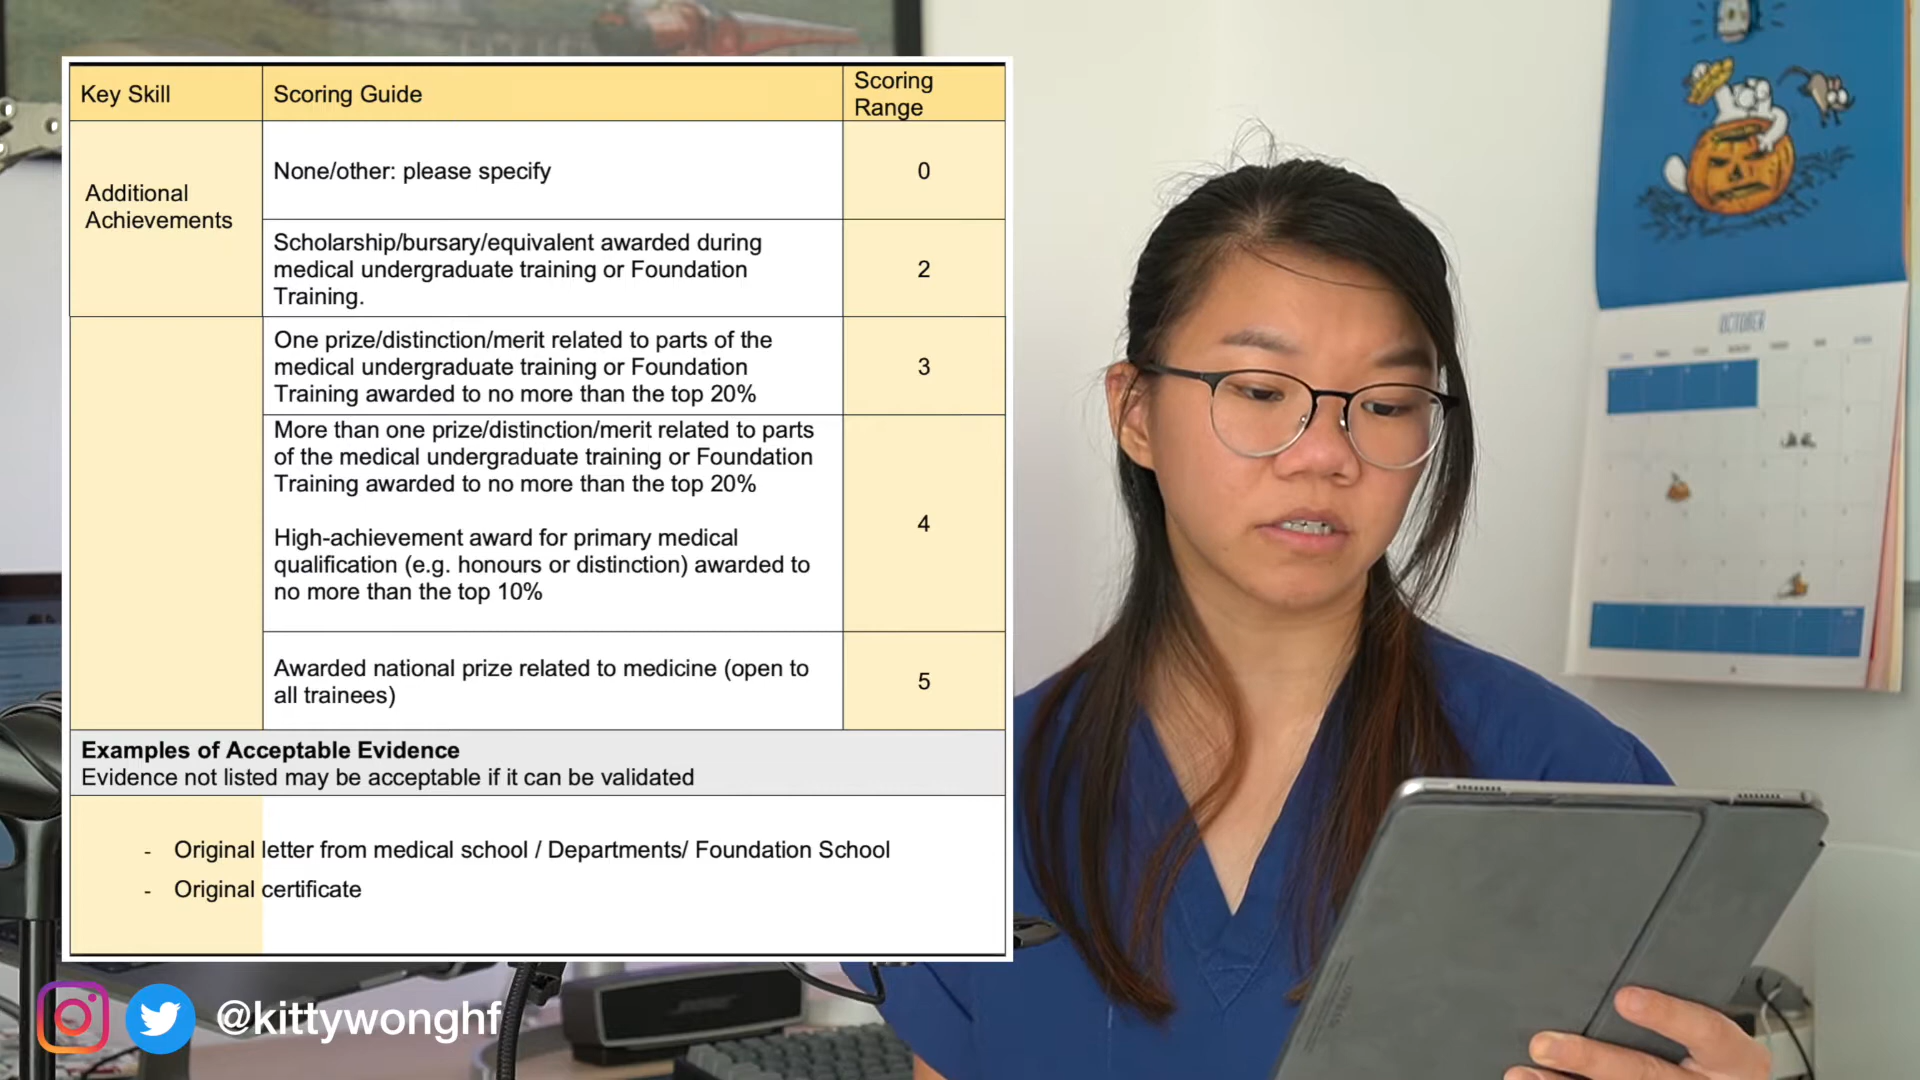 Key Skill
Scoring Guide
Scoring
Range
Additional
Achievements
None/other: please specify
0
Scholarship/bursary/equivalent awarded during
medical undergraduate training or Foundation
Training.
2
One prize/distinction/merit related to parts of the
medical undergraduate training or Foundation
Training awarded to no more than the top 20%
3
More than one prize/distinction/merit related to parts
of the medical undergraduate training or Foundation
Training awarded to no more than the top 20%
High-achievement award for primary medical
qualification (e.g. honours or distinction) awarded to
no more than the top 10%
4
Awarded national prize related to medicine (open to
all trainees)
5
Examples of Acceptable Evidence
Evidence not listed may be acceptable if it can be validated
- Original letter from medical school / Departments/ Foundation School
- Original certificate
@kittywonghf
OCTOBER